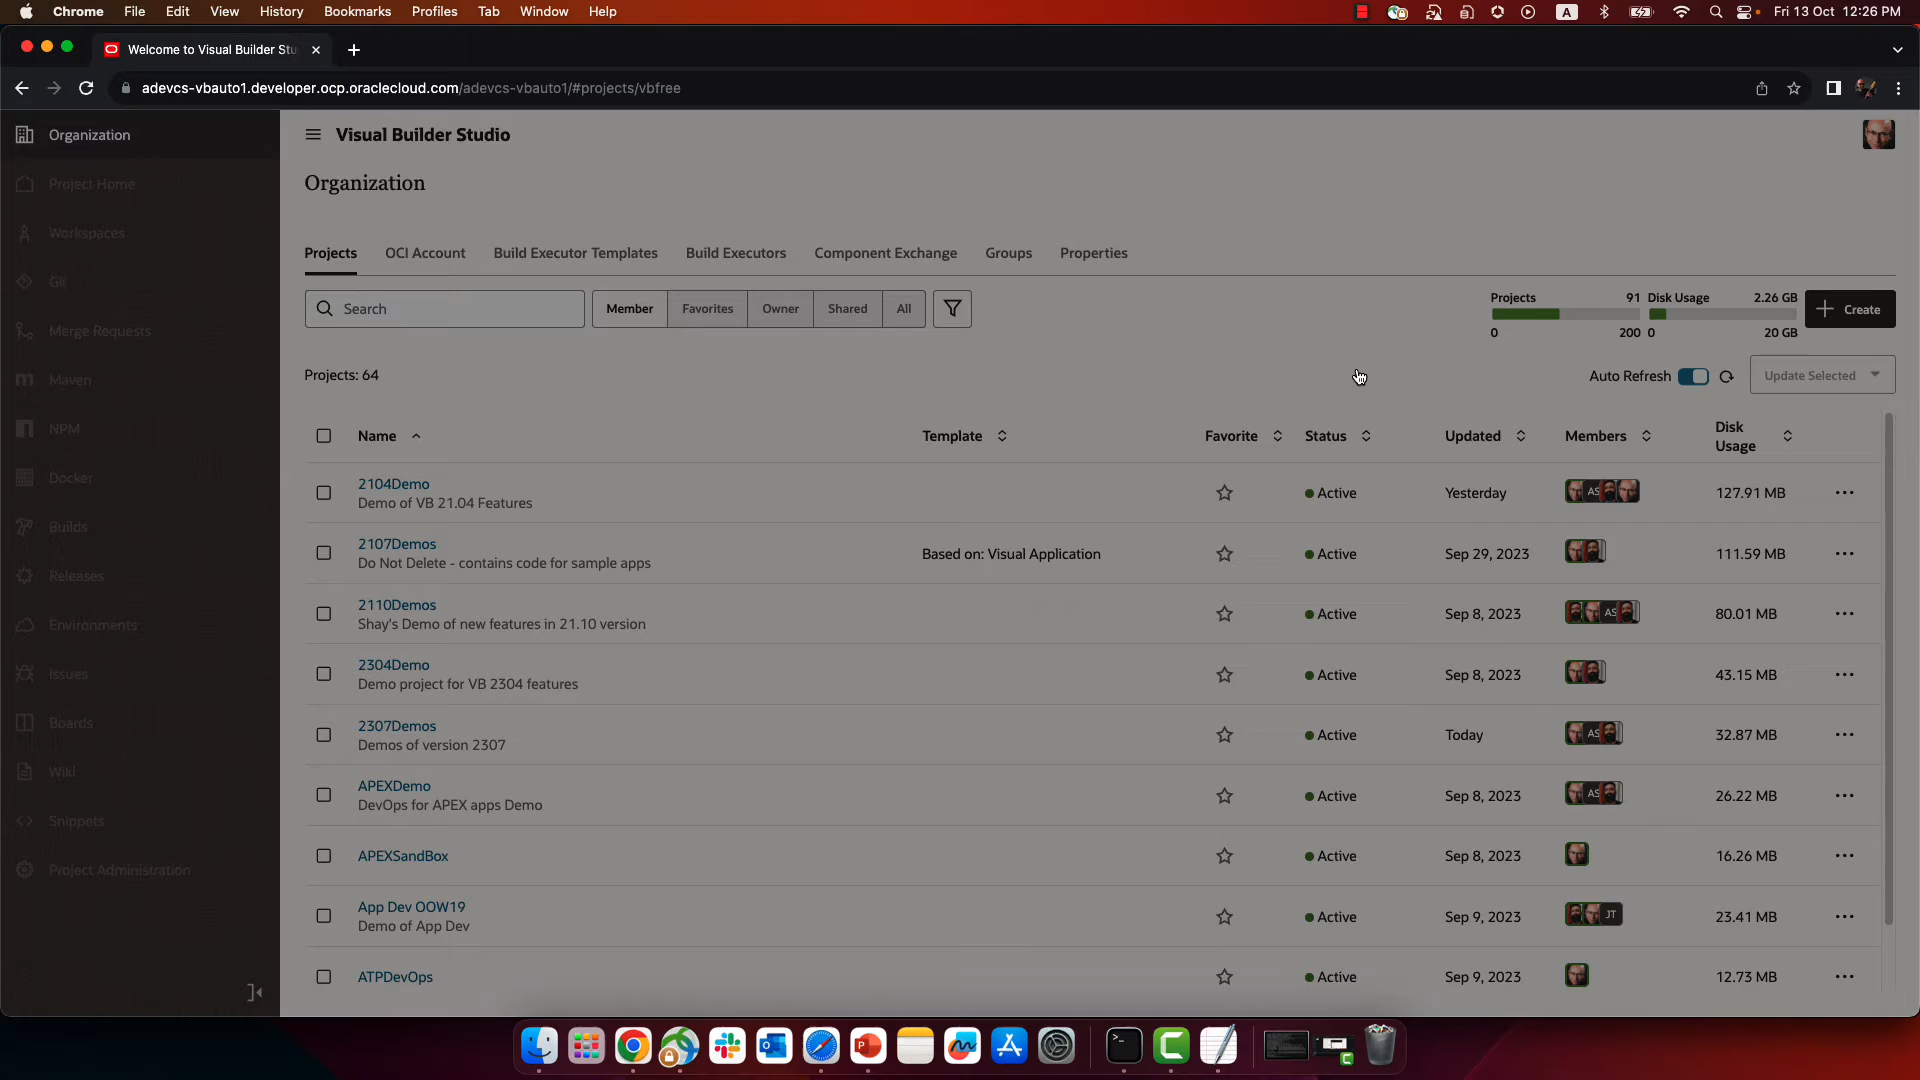 Chrome File Edit View History Bookmarks Profiles Tab Window Help
A
Fri 13 Oct 12:26 PM
Welcome to Visual Builder Stu
adevcs-vbauto1.developer.ocp.oraclecloud.com/adevcs-vbauto1/#projects/vbfree
Organization
Project Home
Workspaces
Git
Merge Requests
Maven
NPM
Docker
Builds
Releases
Environments
Issues
Boards
Wiki
Snippets
Project Administration
Visual Builder Studio
Organization
Projects OCI Account Build Executor Templates Build Executors Component Exchange Groups Properties
Search
Member Favorites Owner Shared All
Projects 91 Disk Usage 2.26 GB
0 200 0 20 GB
Create
Projects: 64
Auto Refresh
Update Selected
Name Template Favorite Status Updated Members Disk Usage
2104Demo
Demo of VB 21.04 Features
Active Yesterday AS 127.91 MB
2107Demos
Do Not Delete - contains code for sample apps
Based on: Visual Application Active Sep 29, 2023 111.59 MB
2110Demos
Shay's Demo of new features in 21.10 version
Active Sep 8, 2023 AS 80.01 MB
2304Demo
Demo project for VB 2304 features
Active Sep 8, 2023 43.15 MB
2307Demos
Demos of version 2307
Active Today AS 32.87 MB
APEXDemo
DevOps for APEX apps Demo
Active Sep 8, 2023 AS 26.22 MB
APEXSandBox
Active Sep 8, 2023 16.26 MB
App Dev OOW19
Demo of App Dev
Active Sep 9, 2023 JT 23.41 MB
ATPDevOps
Active Sep 9, 2023 12.73 MB